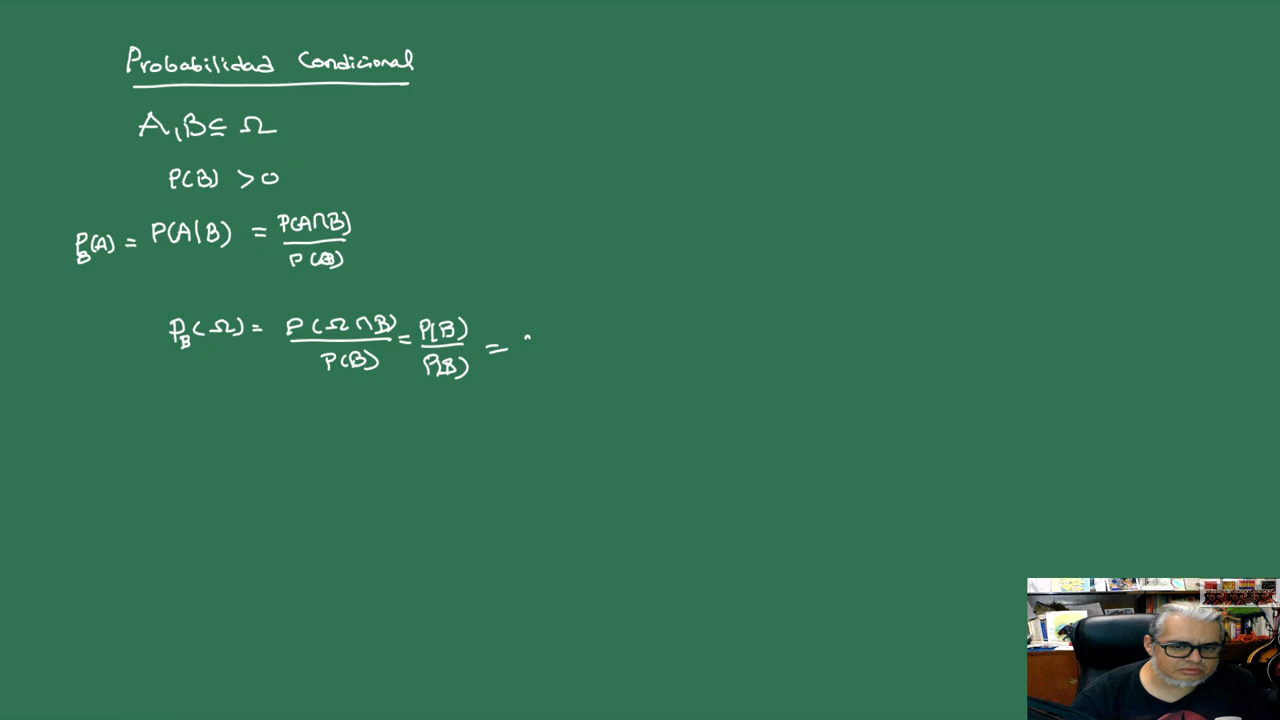 Probabilidad Condicional
A, B ⊆ Ω
P(B) > 0
P_B(A) = P(A|B) = P(A∩B) / P(B)
P_B(Ω) = P(Ω∩B) / P(B) = P(B) / P(B) =